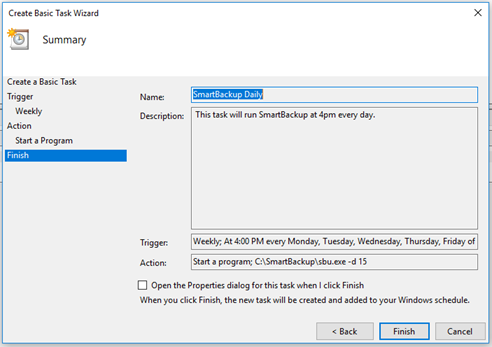 Create Basic Task Wizard
Summary
Create a Basic Task
Trigger
Weekly
Action
Start a Program
Finish
Name:
SmartBackup Daily
Description:
This task will run SmartBackup at 4pm every day.
Trigger:
Weekly; At 4:00 PM every Monday, Tuesday, Wednesday, Thursday, Friday of
Action:
Start a program; C:\SmartBackup\sbu.exe -d 15
Open the Properties dialog for this task when I click Finish
When you click Finish, the new task will be created and added to your Windows schedule.
< Back
Finish
Cancel